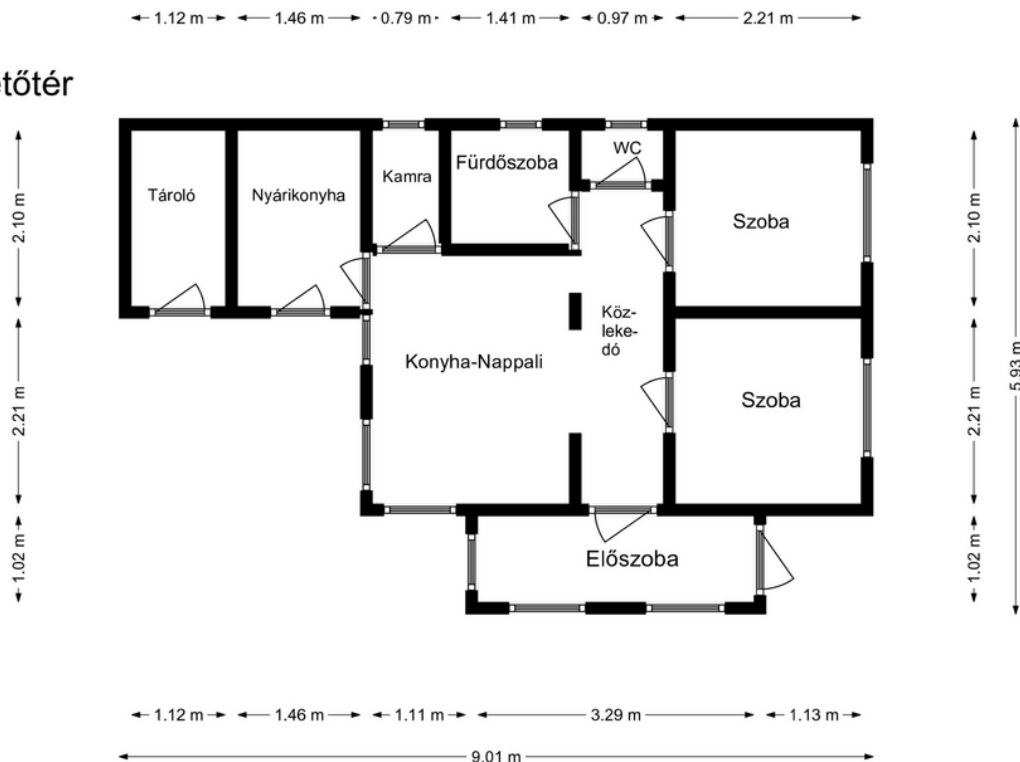 1.12 m 1.46 m 0.79 m 1.41 m 0.97 m 2.21 m
etőtér
Tároló
Nyárikonyha
Kamra
Fürdőszoba
WC
Szoba
2.10 m
2.10 m
Konyha-Nappali
Köz-
leke-
dó
Szoba
2.21 m
2.21 m
5.93 m
Előszoba
1.02 m
1.02 m
1.12 m 1.46 m 1.11 m 3.29 m 1.13 m
9.01 m